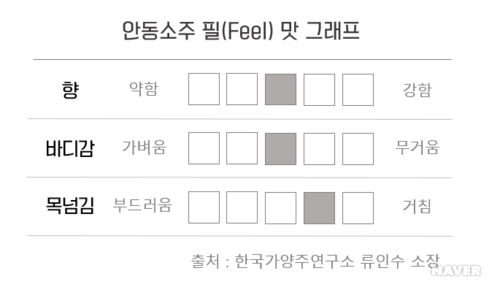 안동소주 필(Feel) 맛 그래프
향 약함 강함
바디감 가벼움 무거움
목넘김 부드러움 거침
출처 : 한국가양주연구소 류인수 소장
NAVER